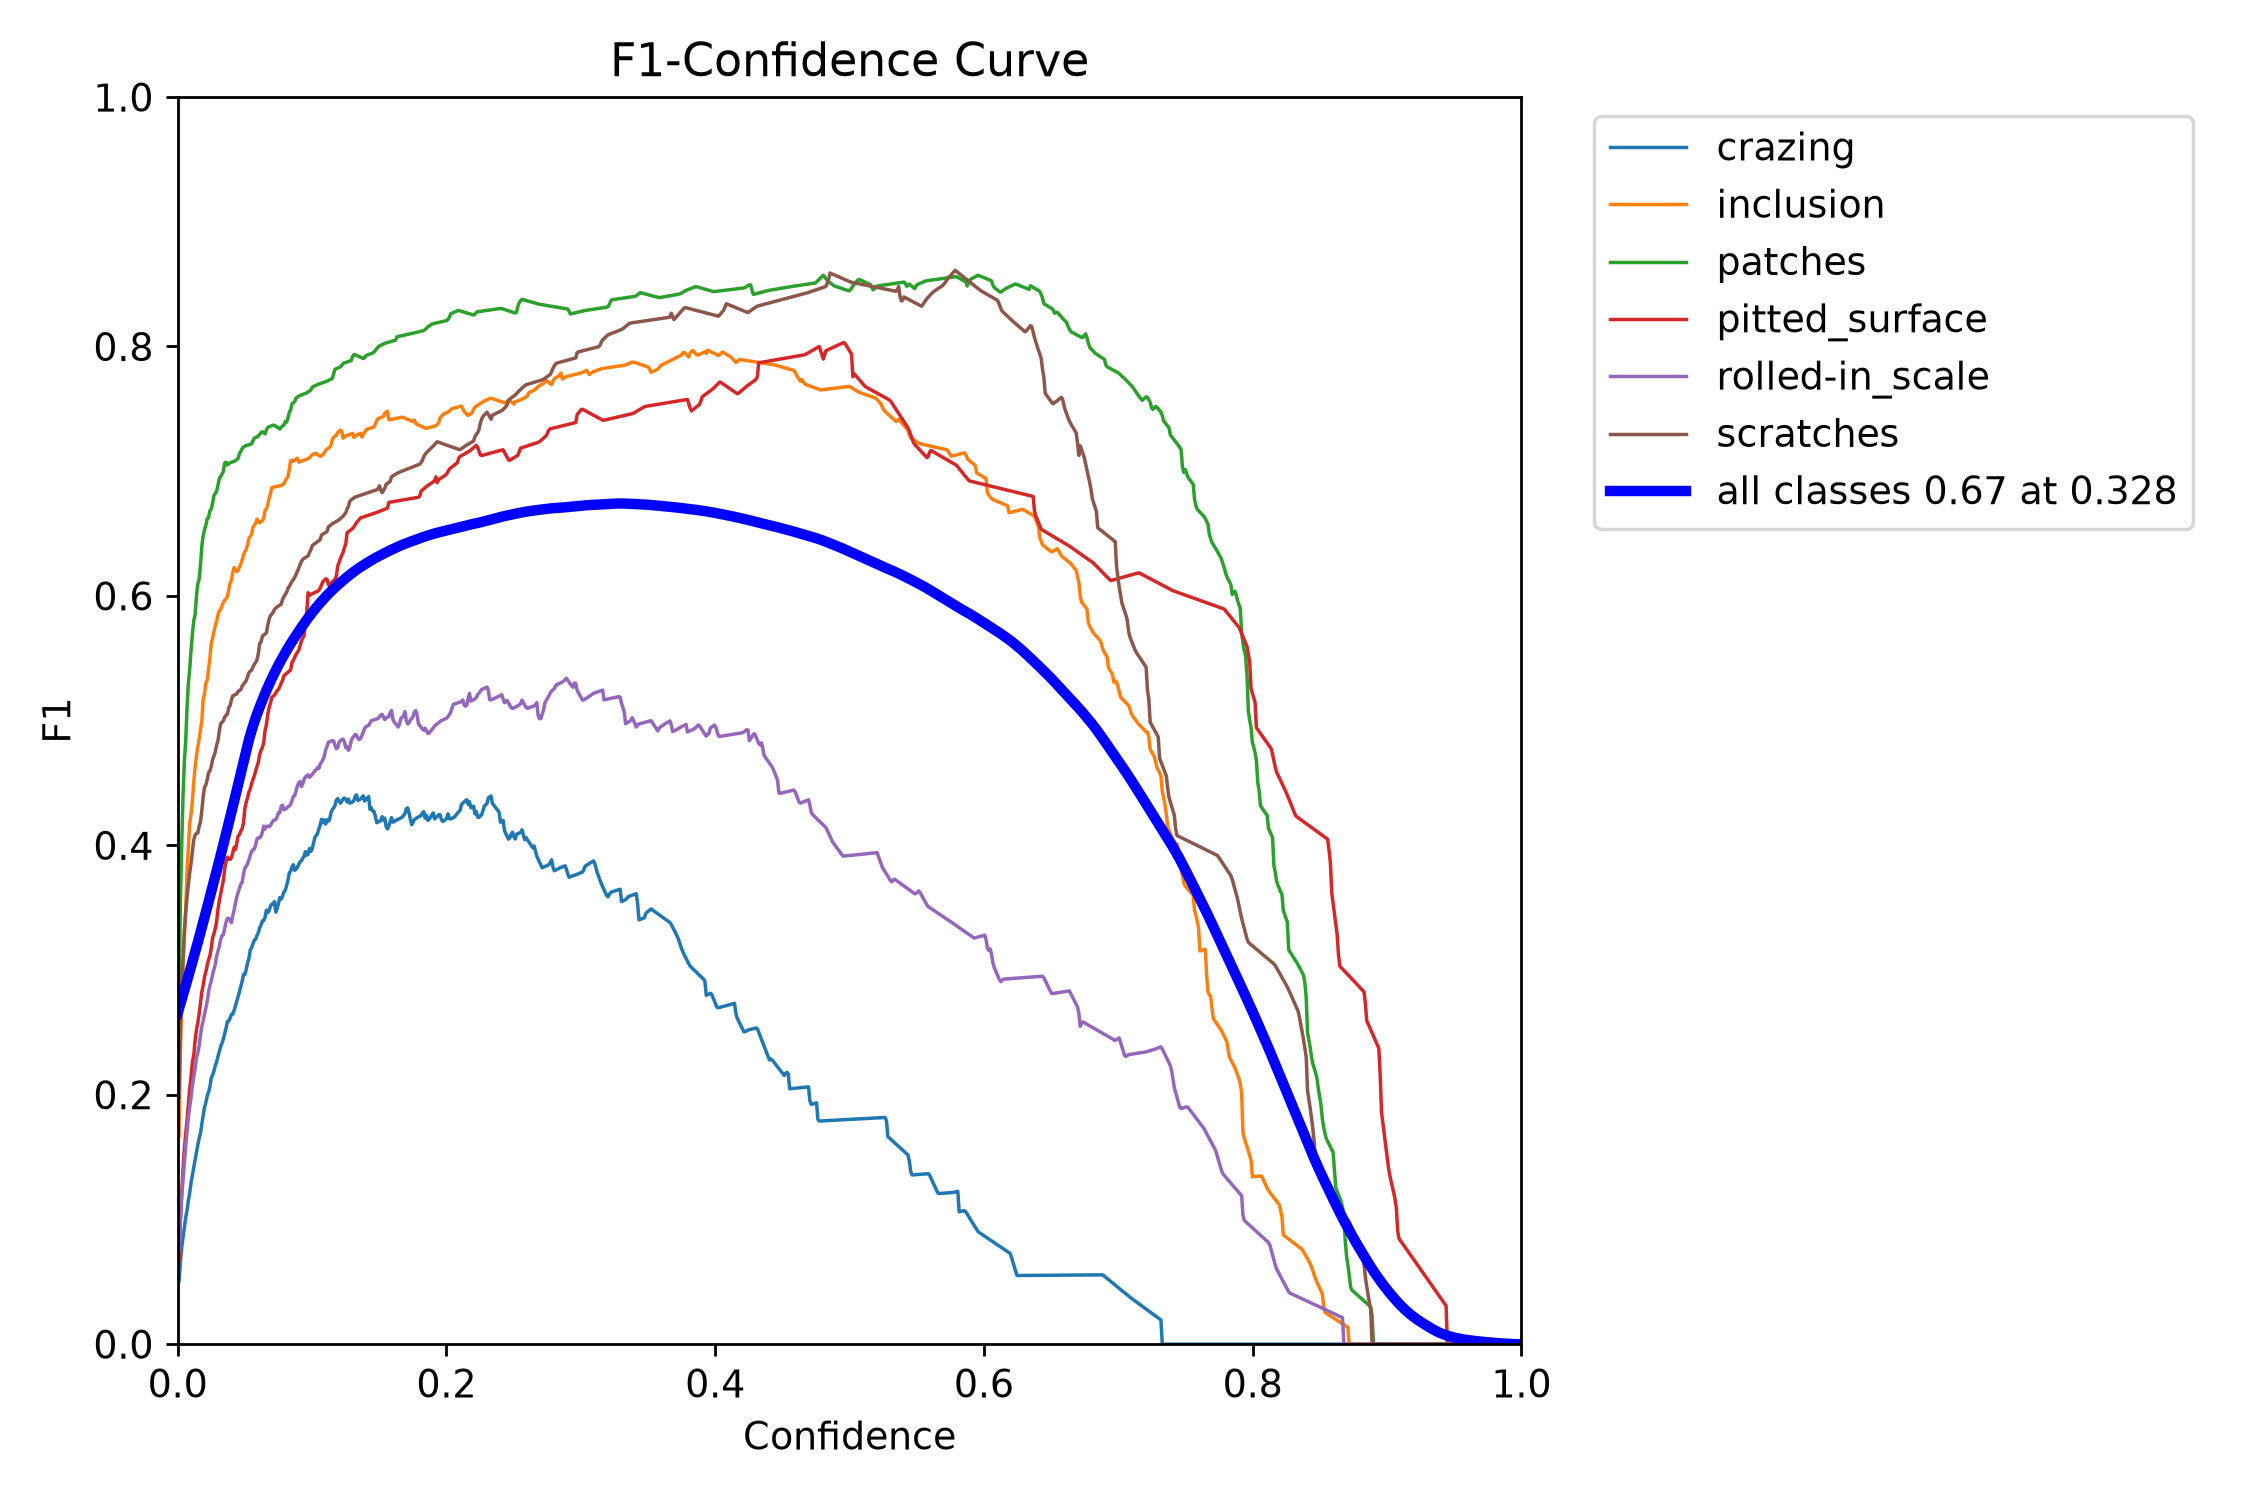 F1-Confidence Curve
1.0
0.8
0.6
0.4
0.2
0.0
F1
0.0 0.2 0.4 0.6 0.8 1.0
Confidence
crazing
inclusion
patches
pitted_surface
rolled-in_scale
scratches
all classes 0.67 at 0.328